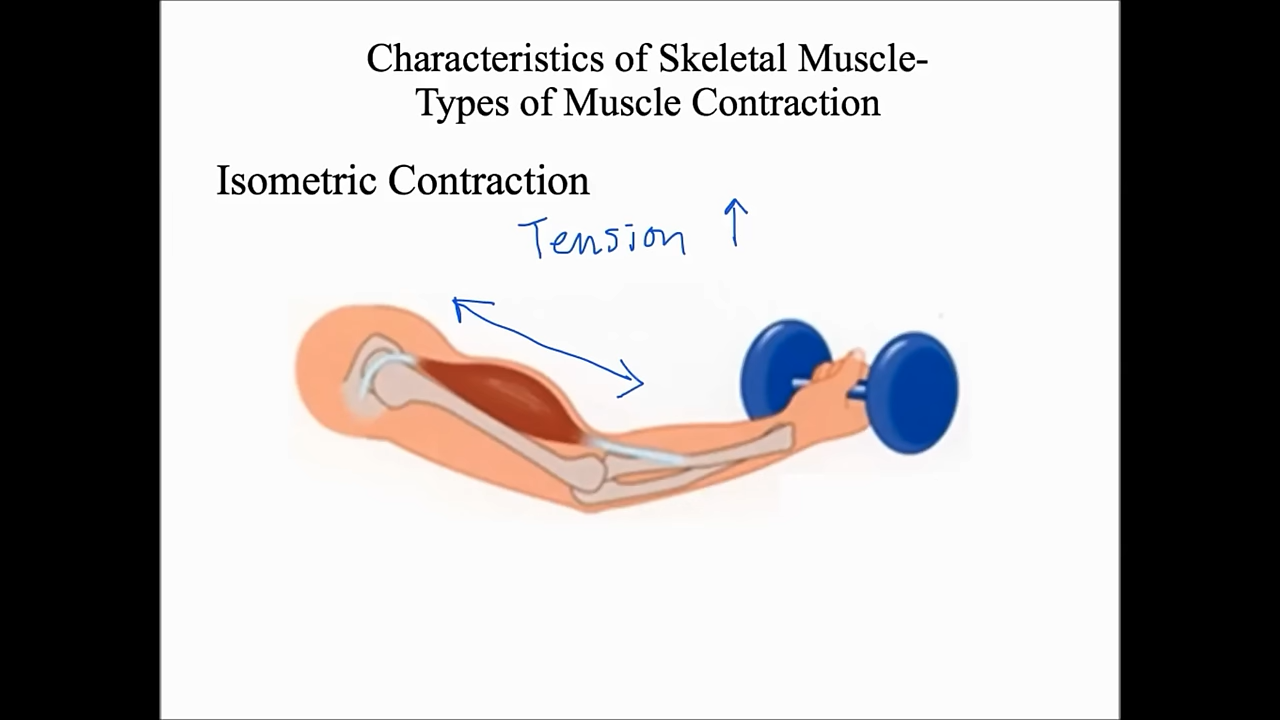 Characteristics of Skeletal Muscle-
Types of Muscle Contraction
Isometric Contraction
Tension ↑